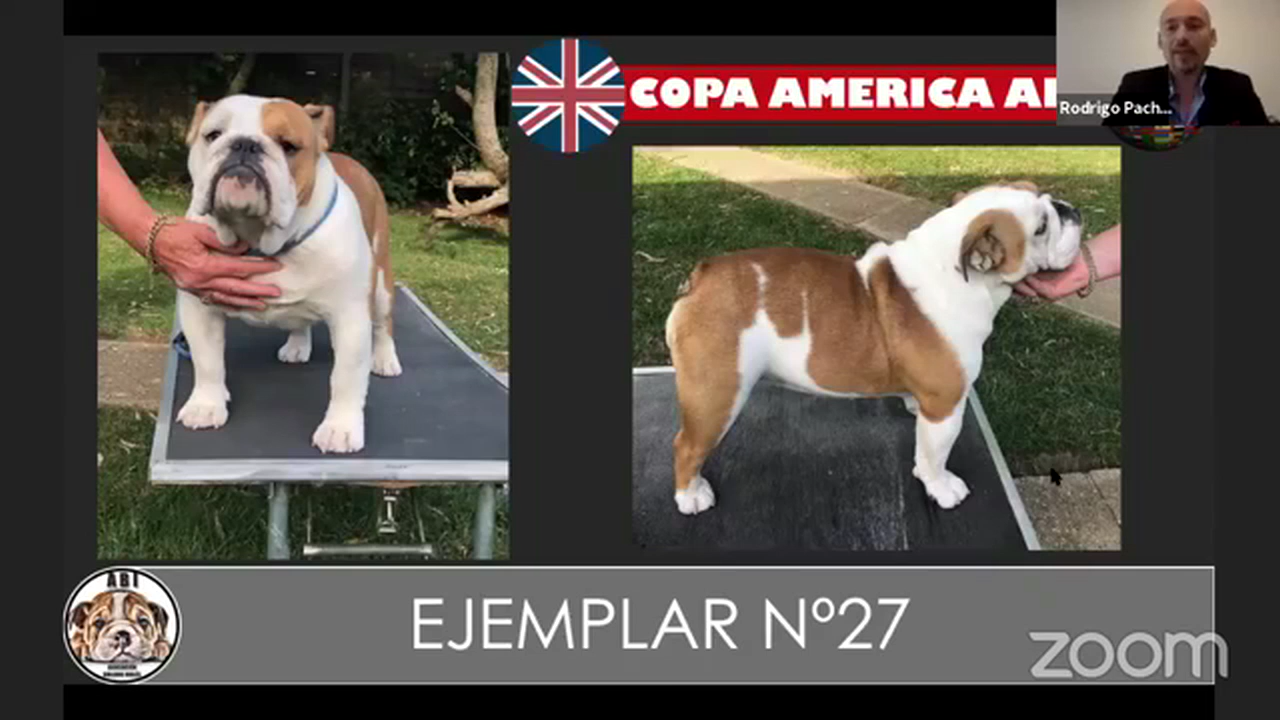 COPA AMERICA
Rodrigo Pach...
ABI
EJEMPLAR Nº27
zoom